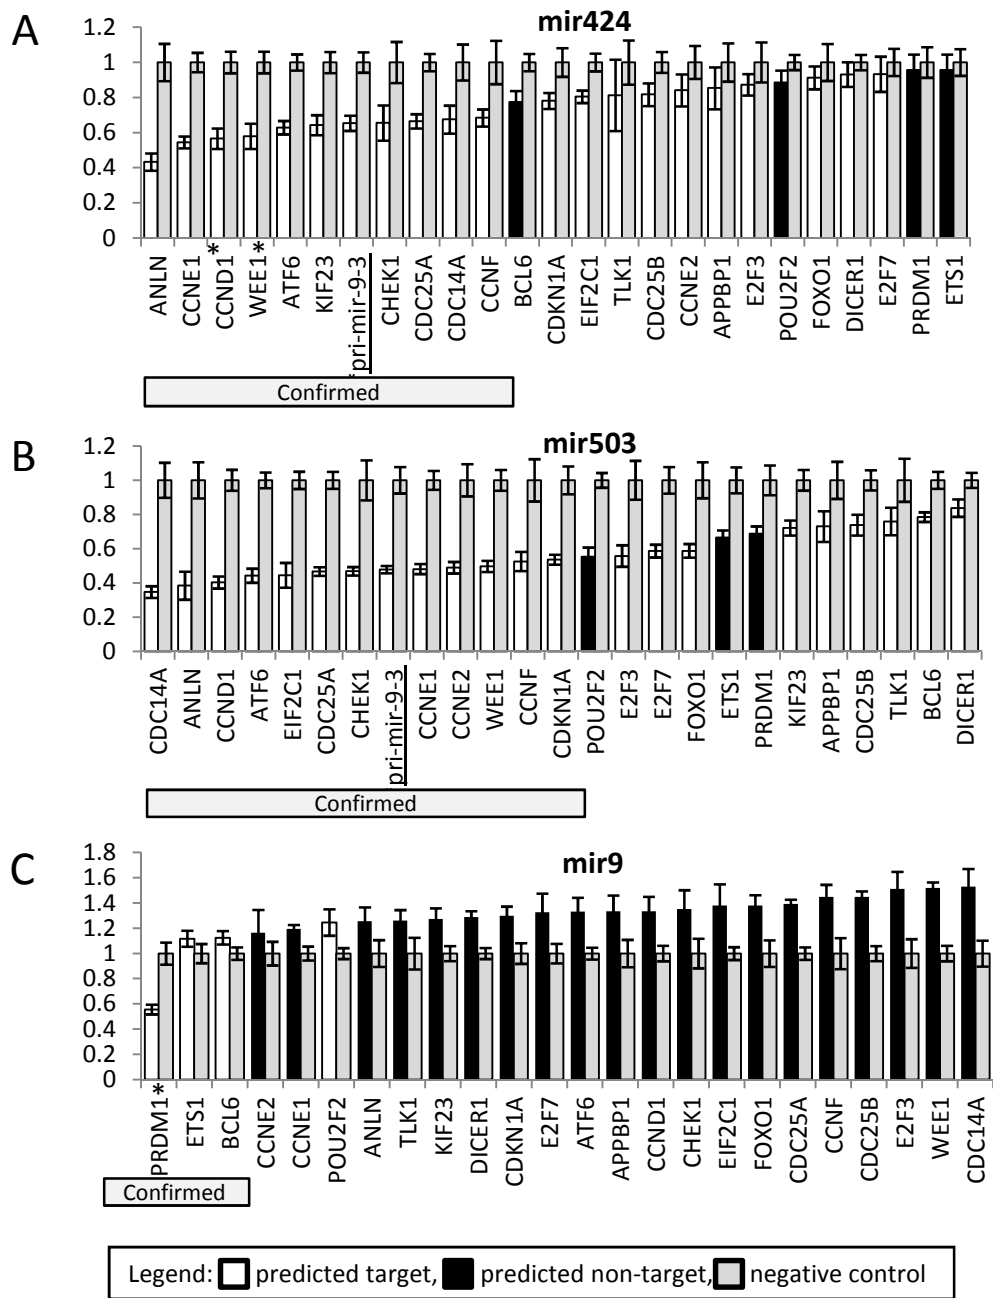 A
mir424
1.2
1
0.8
0.6
0.4
0.2
0
ANLN
CCNE1
CCND1*
WEE1*
ATF6
KIF23
*pri-mir-9-3
CHEK1
CDC25A
CDC14A
CCNF
BCL6
CDKN1A
EIF2C1
TLK1
CDC25B
CCNE2
APPBP1
E2F3
POU2F2
FOXO1
DICER1
E2F7
PRDM1
ETS1
Confirmed
B
mir503
1.2
1
0.8
0.6
0.4
0.2
0
CDC14A
ANLN
CCND1
ATF6
EIF2C1
CDC25A
CHEK1
*pri-mir-9-3
CCNE1
CCNE2
WEE1
CCNF
CDKN1A
POU2F2
E2F3
E2F7
FOXO1
ETS1
PRDM1
KIF23
APPBP1
CDC25B
TLK1
BCL6
DICER1
Confirmed
C
mir9
1.8
1.6
1.4
1.2
1
0.8
0.6
0.4
0.2
0
PRDM1*
ETS1
BCL6
CCNE2
CCNE1
POU2F2
ANLN
TLK1
KIF23
DICER1
CDKN1A
E2F7
ATF6
APPBP1
CCND1
CHEK1
EIF2C1
FOXO1
CDC25A
CCNF
CDC25B
E2F3
WEE1
CDC14A
Confirmed
Legend: predicted target, predicted non-target, negative control